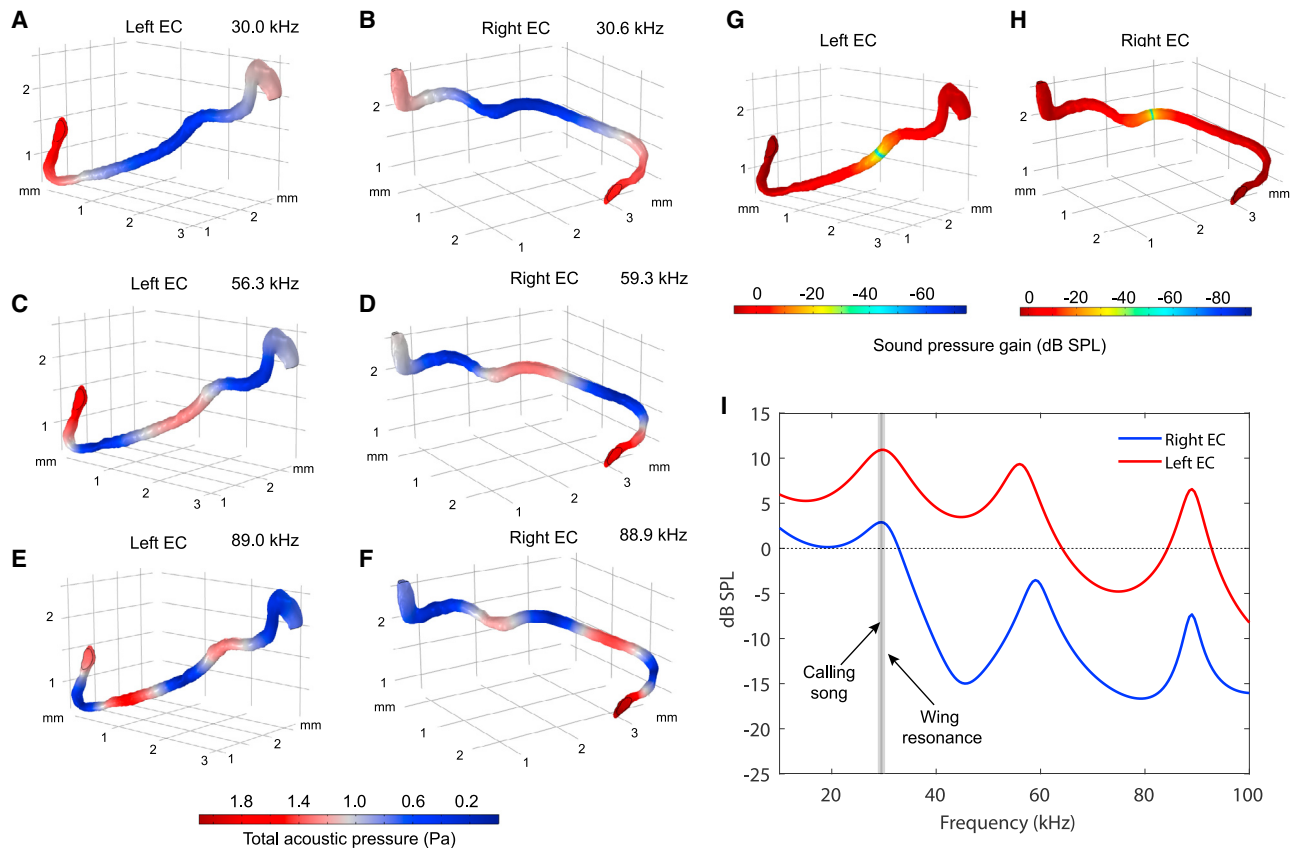 A
Left EC 30.0 kHz
2
1
mm
1
2
3
1
2
mm
B
Right EC 30.6 kHz
2
1
mm
1
2
2
1
3
mm
C
Left EC 56.3 kHz
2
1
mm
1
2
3
1
2
mm
D
Right EC 59.3 kHz
2
1
mm
1
2
2
1
3
mm
E
Left EC 89.0 kHz
2
1
mm
1
2
3
1
2
mm
F
Right EC 88.9 kHz
2
1
mm
1
2
2
1
3
mm
1.8 1.4 1.0 0.6 0.2
Total acoustic pressure (Pa)
G
Left EC
2
1
mm
1
2
3
1
2
mm
H
Right EC
2
1
mm
1
2
2
1
3
mm
0 -20 -40 -60
0 -20 -40 -60 -80
Sound pressure gain (dB SPL)
I
15
10
5
0
-5
-10
-15
-20
-25
dB SPL
Right EC
Left EC
Calling
song
Wing
resonance
20 40 60 80 100
Frequency (kHz)